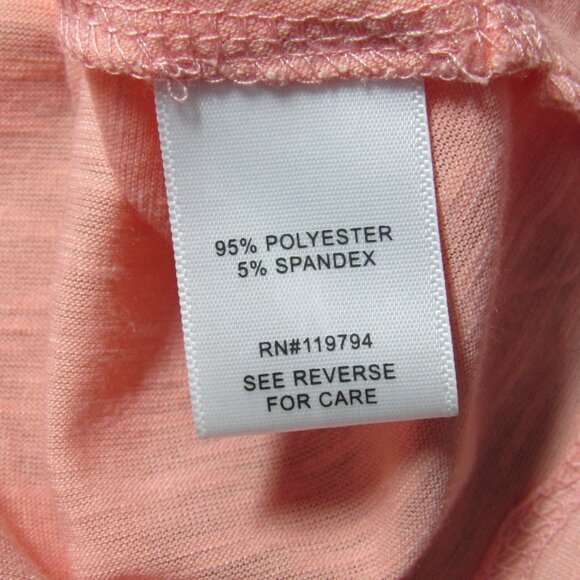 95% POLYESTER
5% SPANDEX
RN#119794
SEE REVERSE
FOR CARE